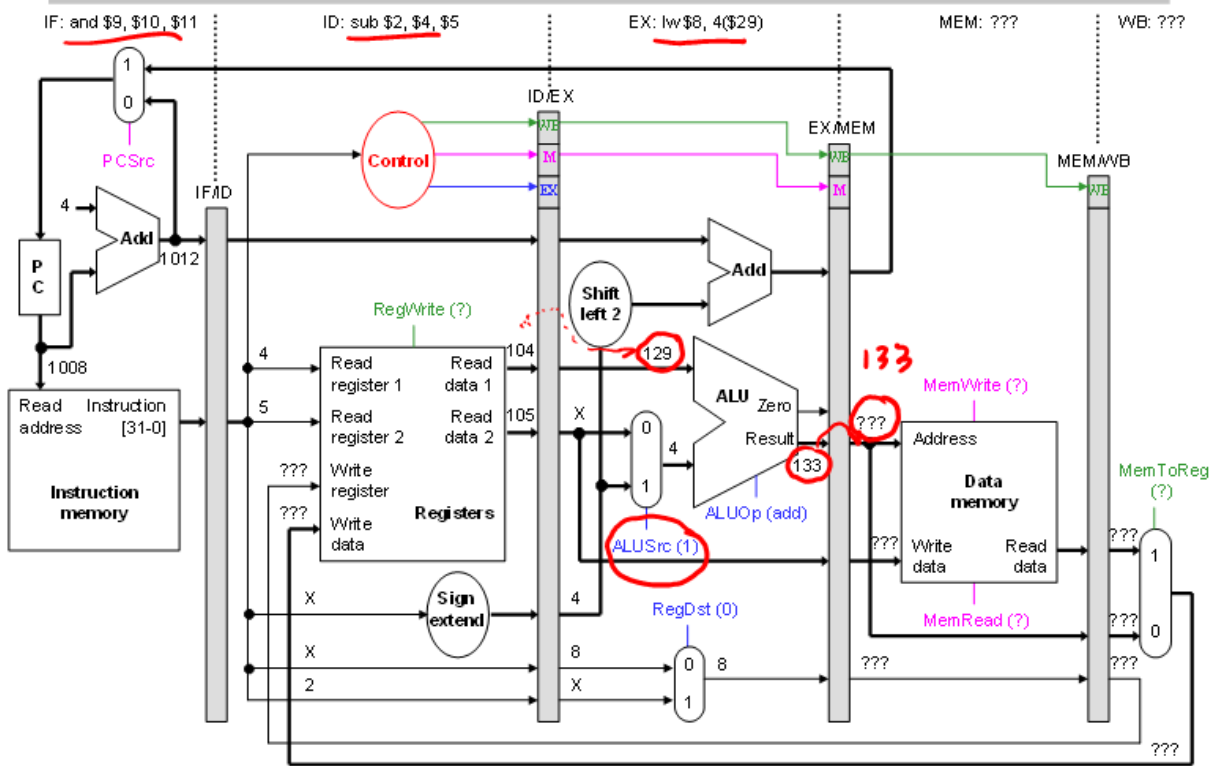 IF: and $9, $10, $11
ID: sub $2, $4, $5
EX: lw $8, 4($29)
MEM: ???
WB: ???
1
0
PCSrc
4
Add
P
C
1012
1008
IF/ID
Control
ID/EX
WB
M
EX
EX/MEM
WB
M
MEM/WB
WB
Shift
left 2
Add
RegWrite (?)
4
5
???
???
Read
register 1
Read
data 1
Read
register 2
Read
data 2
Write
register
Write
data
Registers
104
105
129
X
0
1
4
ALU
Zero
Result
133
ALUOp (add)
ALUSrc (1)
133
???
MemWrite (?)
Address
Data
memory
Write
data
Read
data
???
MemRead (?)
MemToReg
(?)
???
1
???
0
Read
address
Instruction
[31-0]
Instruction
memory
X
Sign
extend
4
RegDst (0)
X
8
0
8
???
???
2
X
1
???